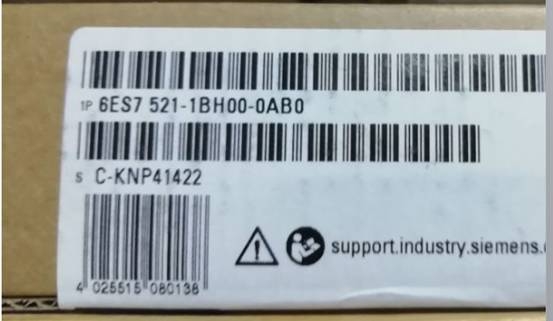 1P 6ES7 521-1BH00-0AB0
S C-KNP41422
4 025515 080138
support.industry.siemens.